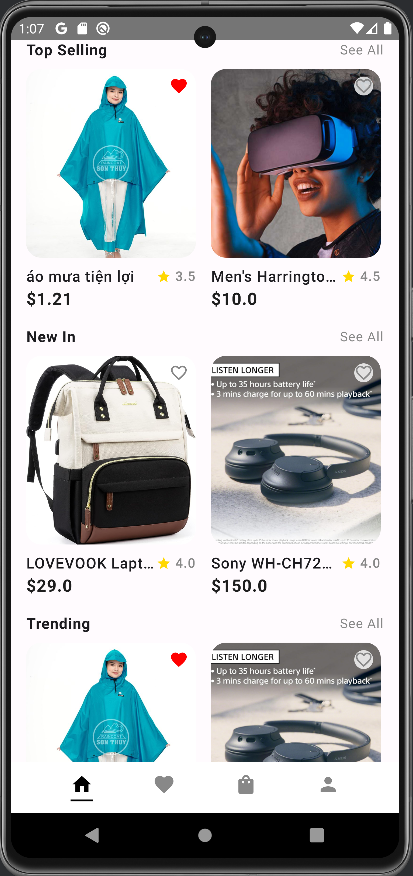 1:07
Top Selling
See All
SƠN THỦY
áo mưa tiện lợi
3.5
Men's Harringto...
4.5
$1.21
$10.0
New In
See All
LISTEN LONGER
• Up to 35 hours battery life*
• 3 mins charge for up to 60 mins playback*
LOVEVOOK Lapt...
4.0
Sony WH-CH72...
4.0
$29.0
$150.0
Trending
See All
SƠN THỦY
LISTEN LONGER
• Up to 35 hours battery life*
• 3 mins charge for up to 60 mins playback*